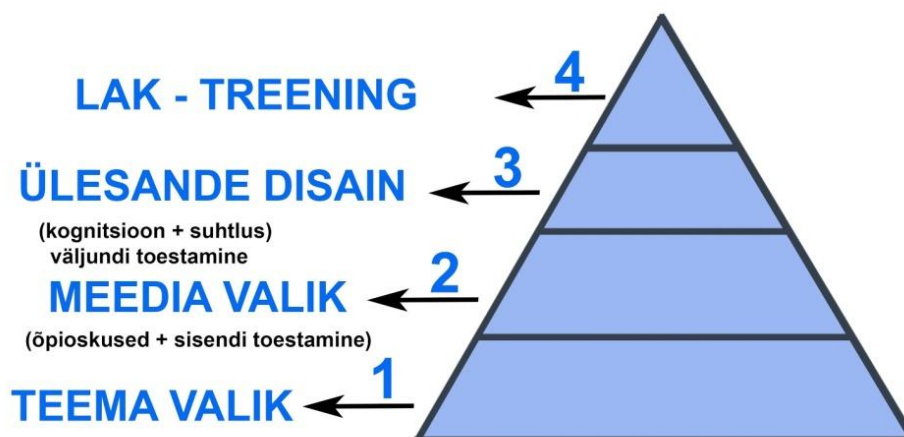 4
LAK - TREENING
3
ÜLESANDE DISAIN
(kognitsioon + suhtlus)
väljundi toestamine
2
MEEDIA VALIK
(õpioskused + sisendi toestamine)
1
TEEMA VALIK